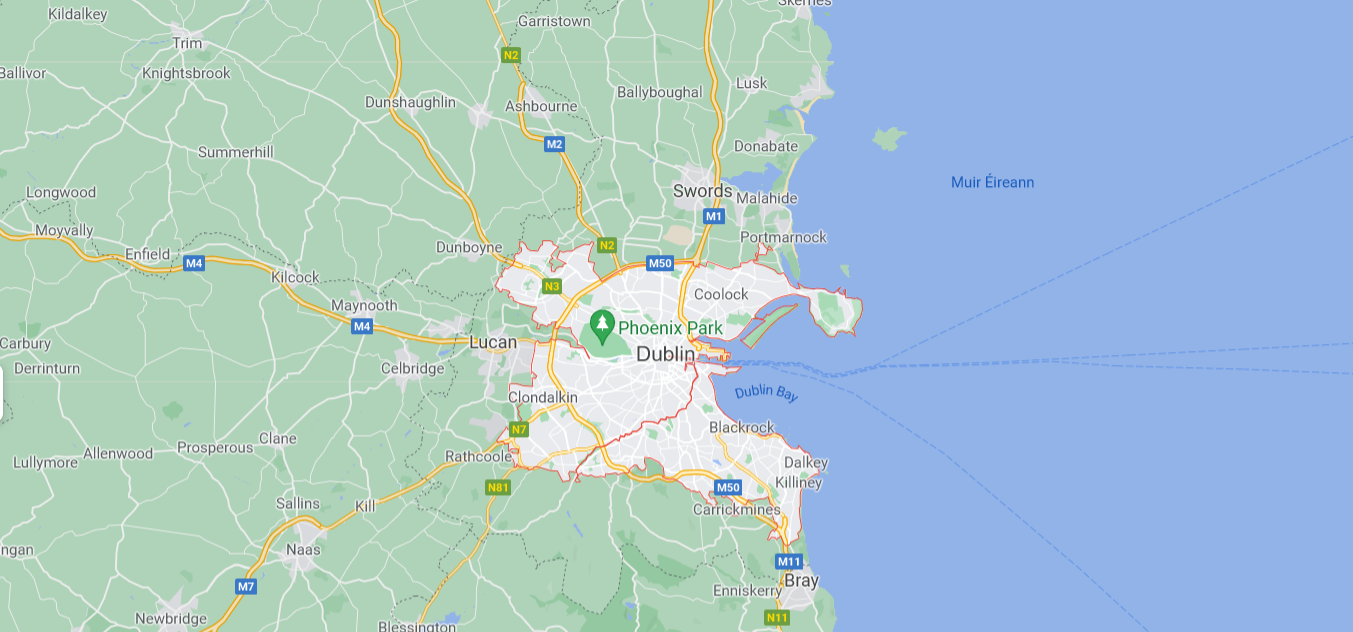 Skerries
Kildalkey
Garristown
Trim
N2
Ballivor
Knightsbrook
Lusk
Ballyboughal
Dunshaughlin
Ashbourne
M2
Donabate
Summerhill
Muir Éireann
Longwood
Swords
Malahide
M1
Moyvally
Portmarnock
Dunboyne
N2
Enfield
M4
M50
Kilcock
N3
Coolock
Maynooth
M4
Phoenix Park
Carbury
Lucan
Dublin
Derrinturn
Celbridge
Dublin Bay
Clondalkin
N7
Blackrock
Clane
Prosperous
Allenwood
Rathcoole
Lullymore
Dalkey
Killiney
N81
M50
Sallins
Kill
Carrickmines
ngan
Naas
M11
Bray
M7
Enniskerry
Newbridge
N11
Blessington